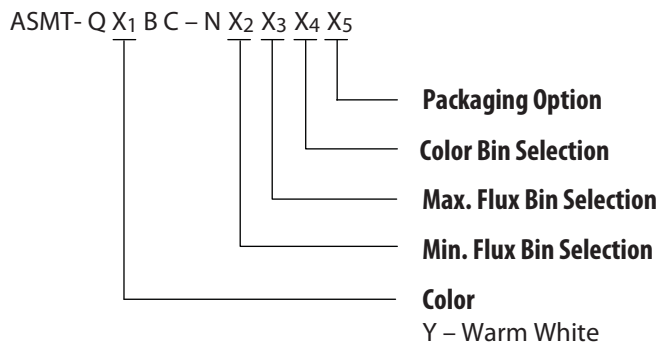 ASMT- Q X1 B C – N X2 X3 X4 X5
Packaging Option
Color Bin Selection
Max. Flux Bin Selection
Min. Flux Bin Selection
Color
Y – Warm White